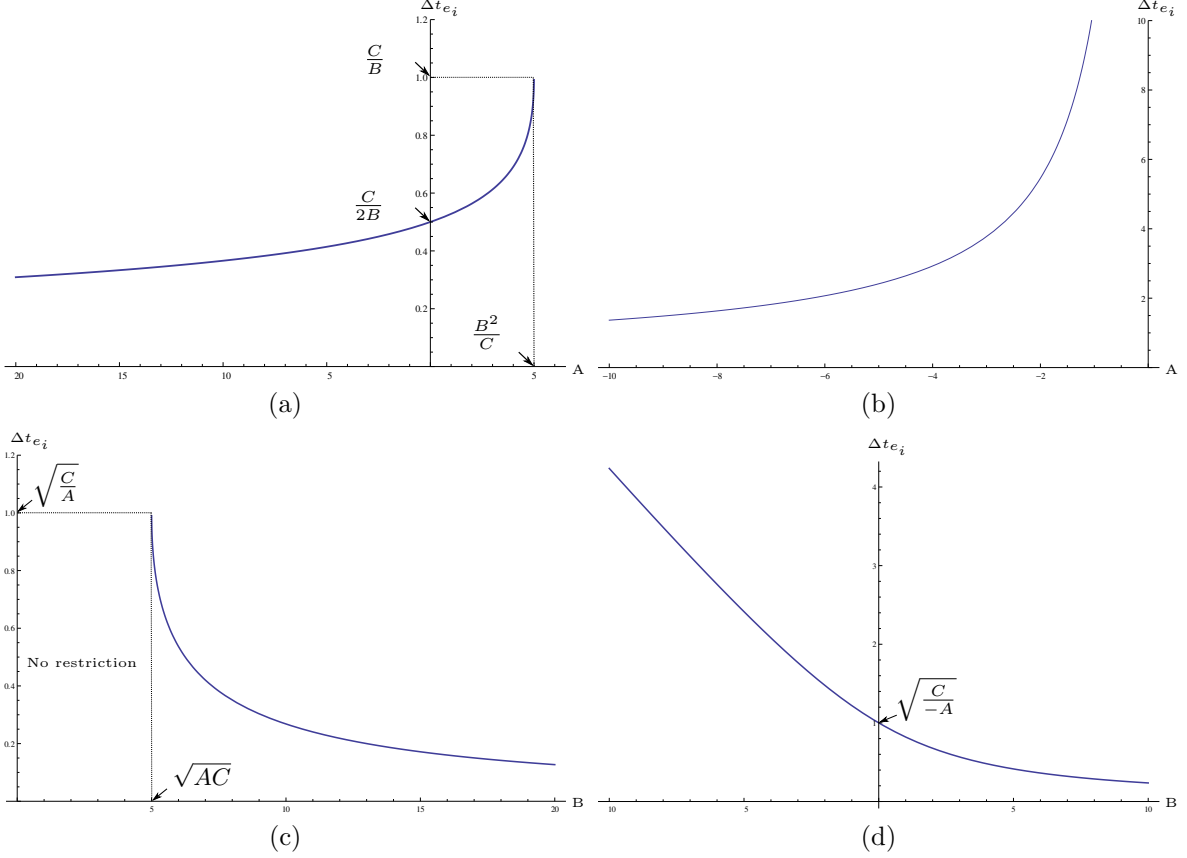 Δt_{e_i}
1.2
C/B
1.0
0.8
0.6
C/2B
0.4
0.2
B²/C
20 15 10 5 5 A
(a)
Δt_{e_i}
10
8
6
4
2
−10 −8 −6 −4 −2 A
(b)
Δt_{e_i}
1.2
√(C/A)
1.0
0.8
0.6
No restriction
0.4
0.2
√AC
5 10 15 20 B
(c)
Δt_{e_i}
4
3
2
√(C/−A)
1
10 5 5 10 B
(d)